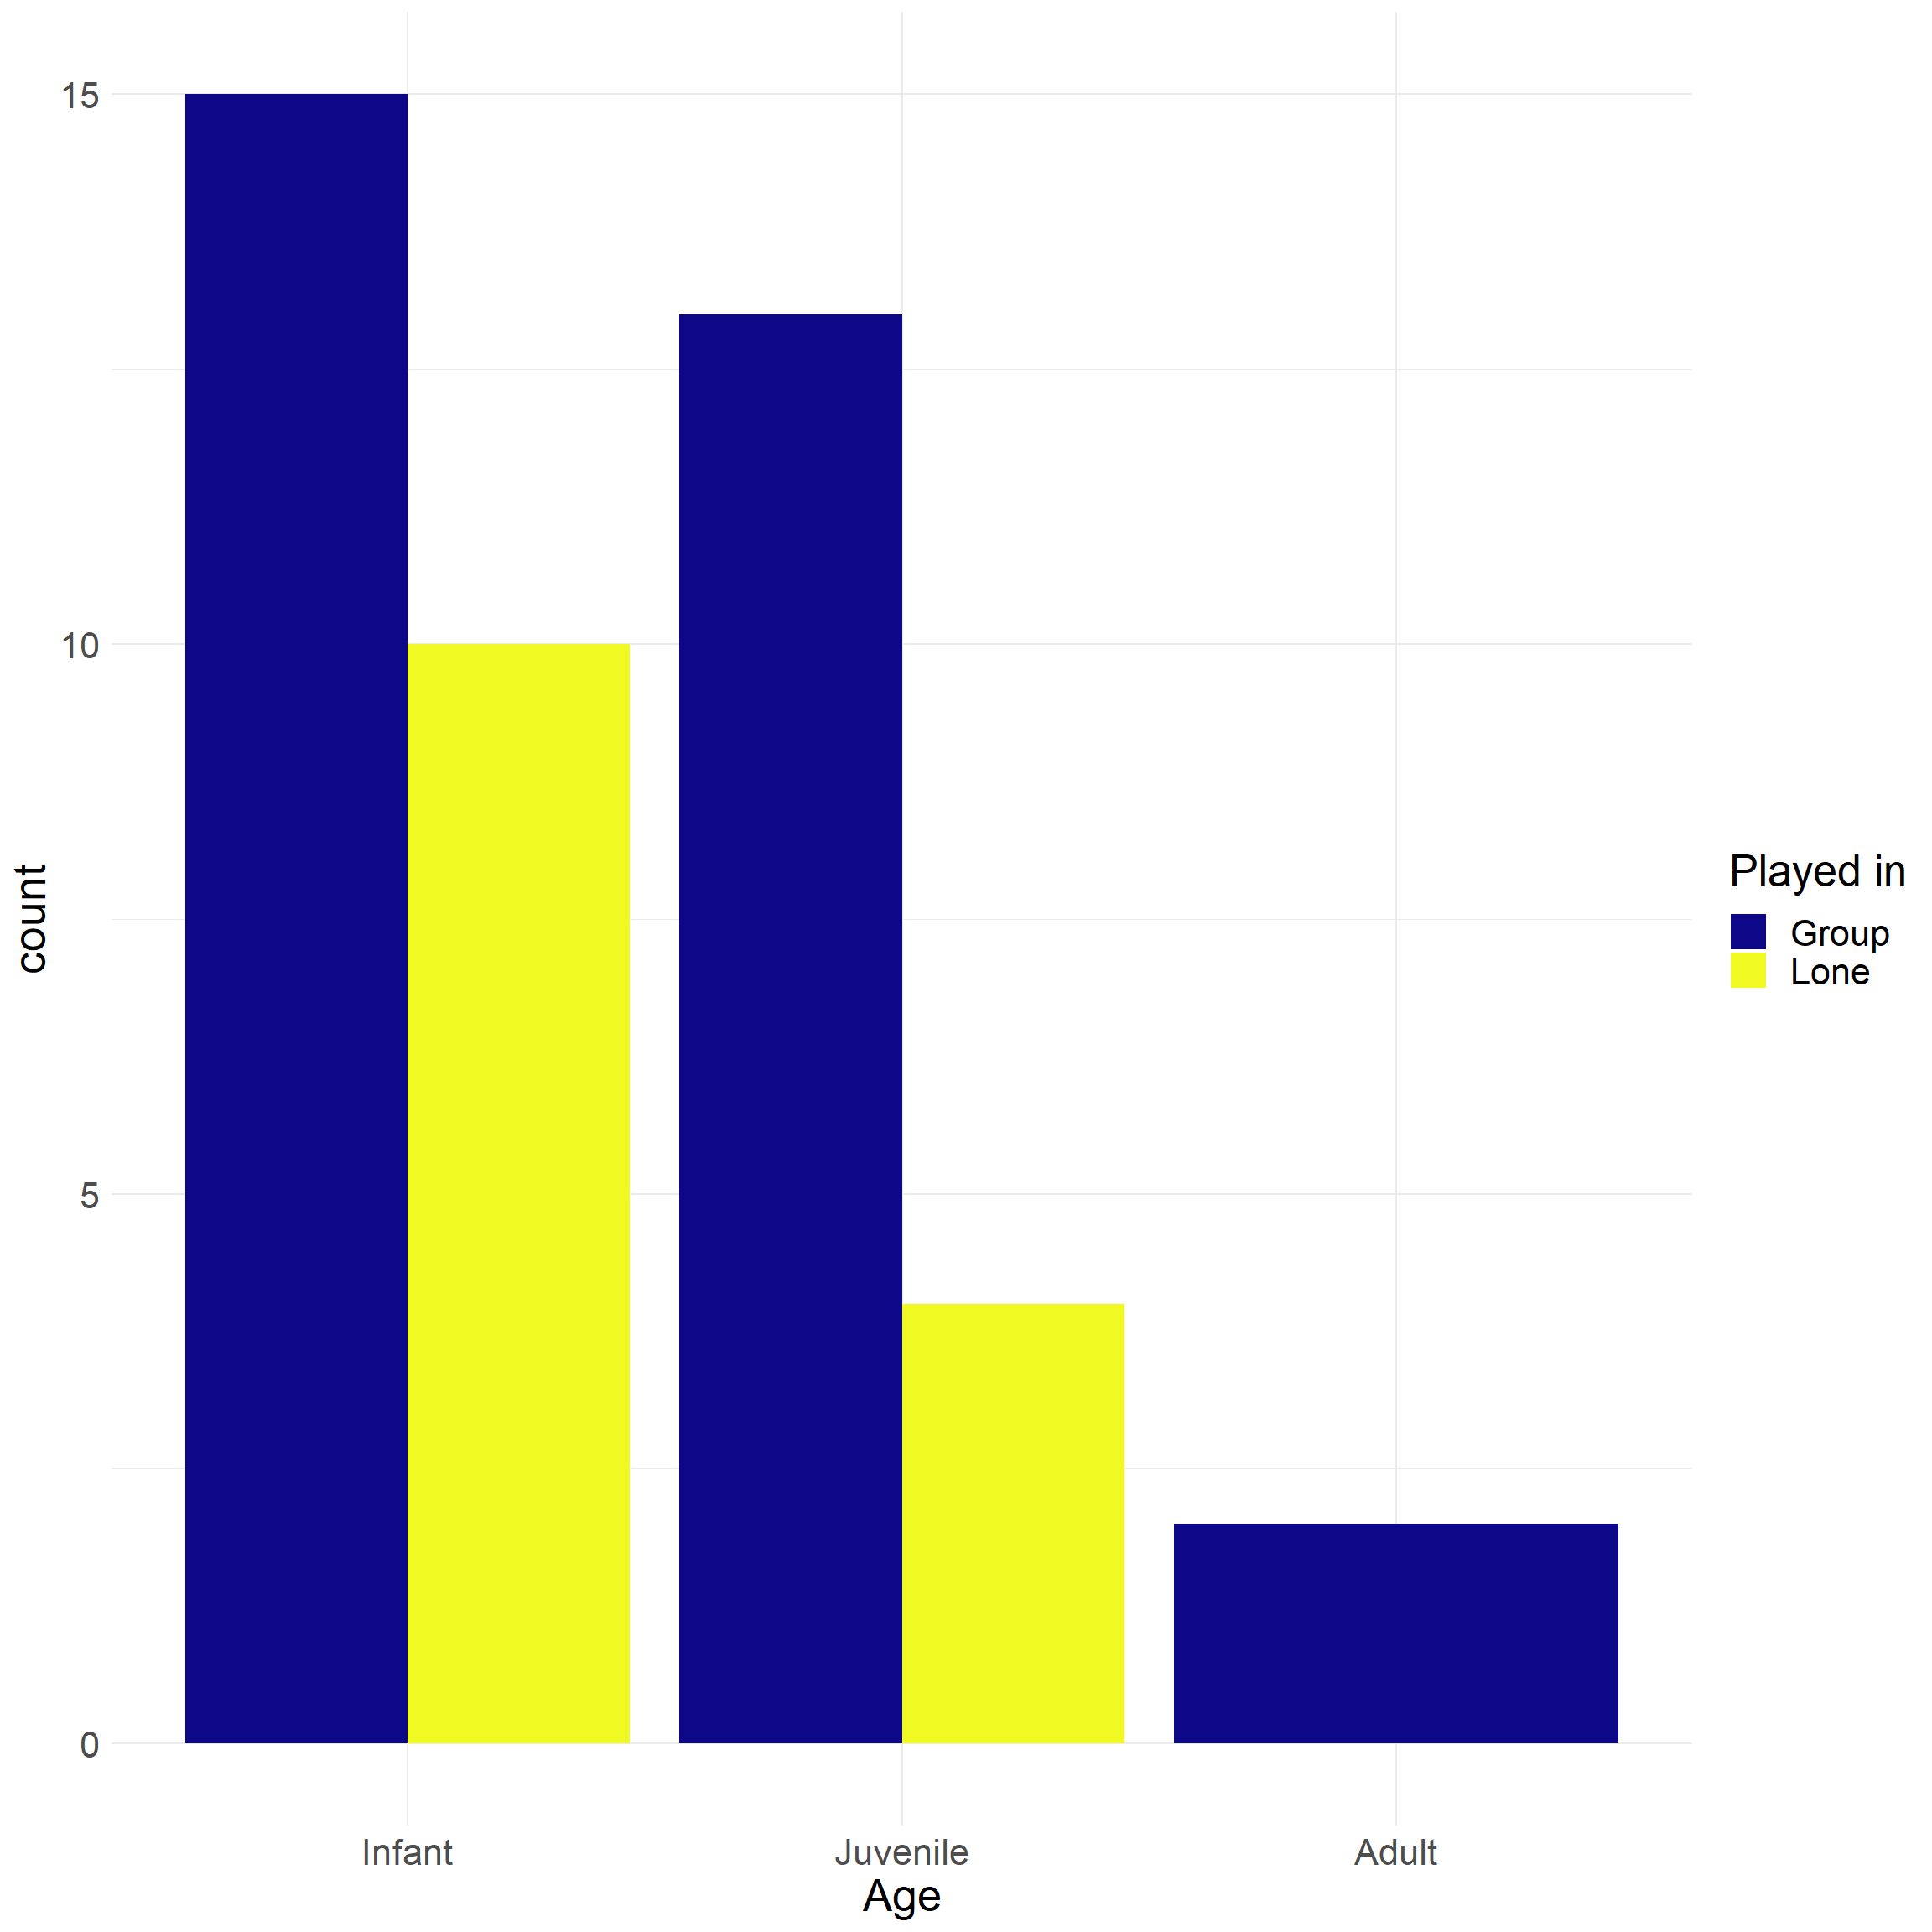 15
10
5
0
count
Infant
Juvenile
Adult
Age
Played in
Group
Lone